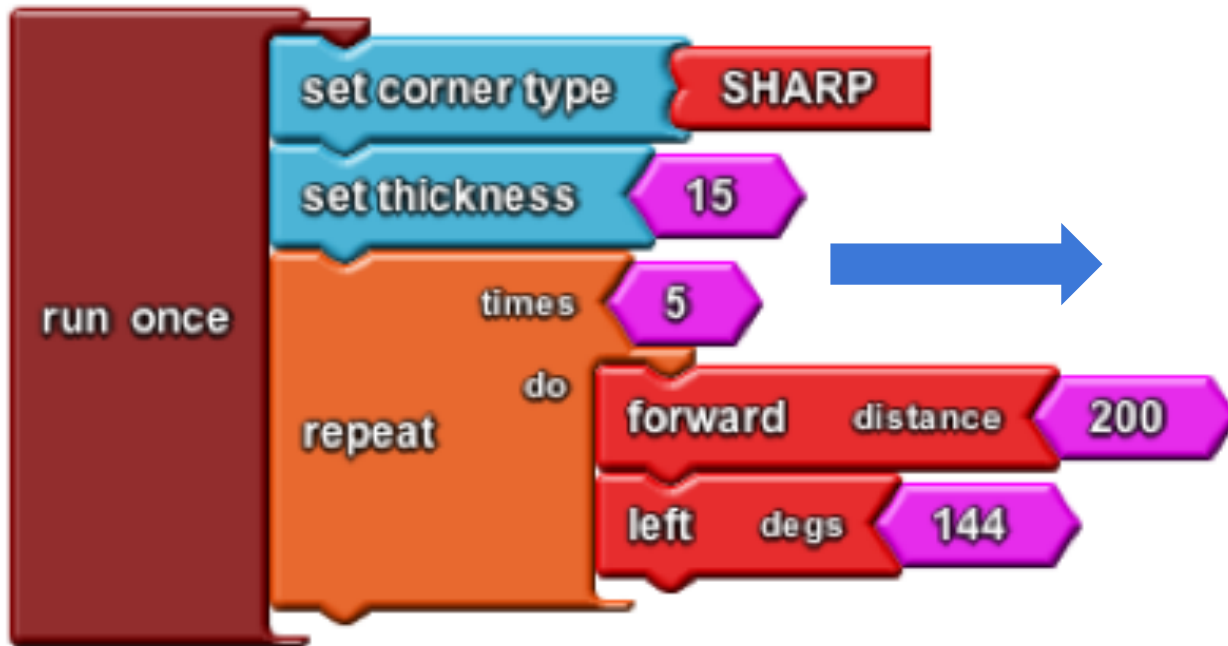 set corner type SHARP
set thickness 15
times 5
run once
do
repeat
forward distance 200
left degs 144